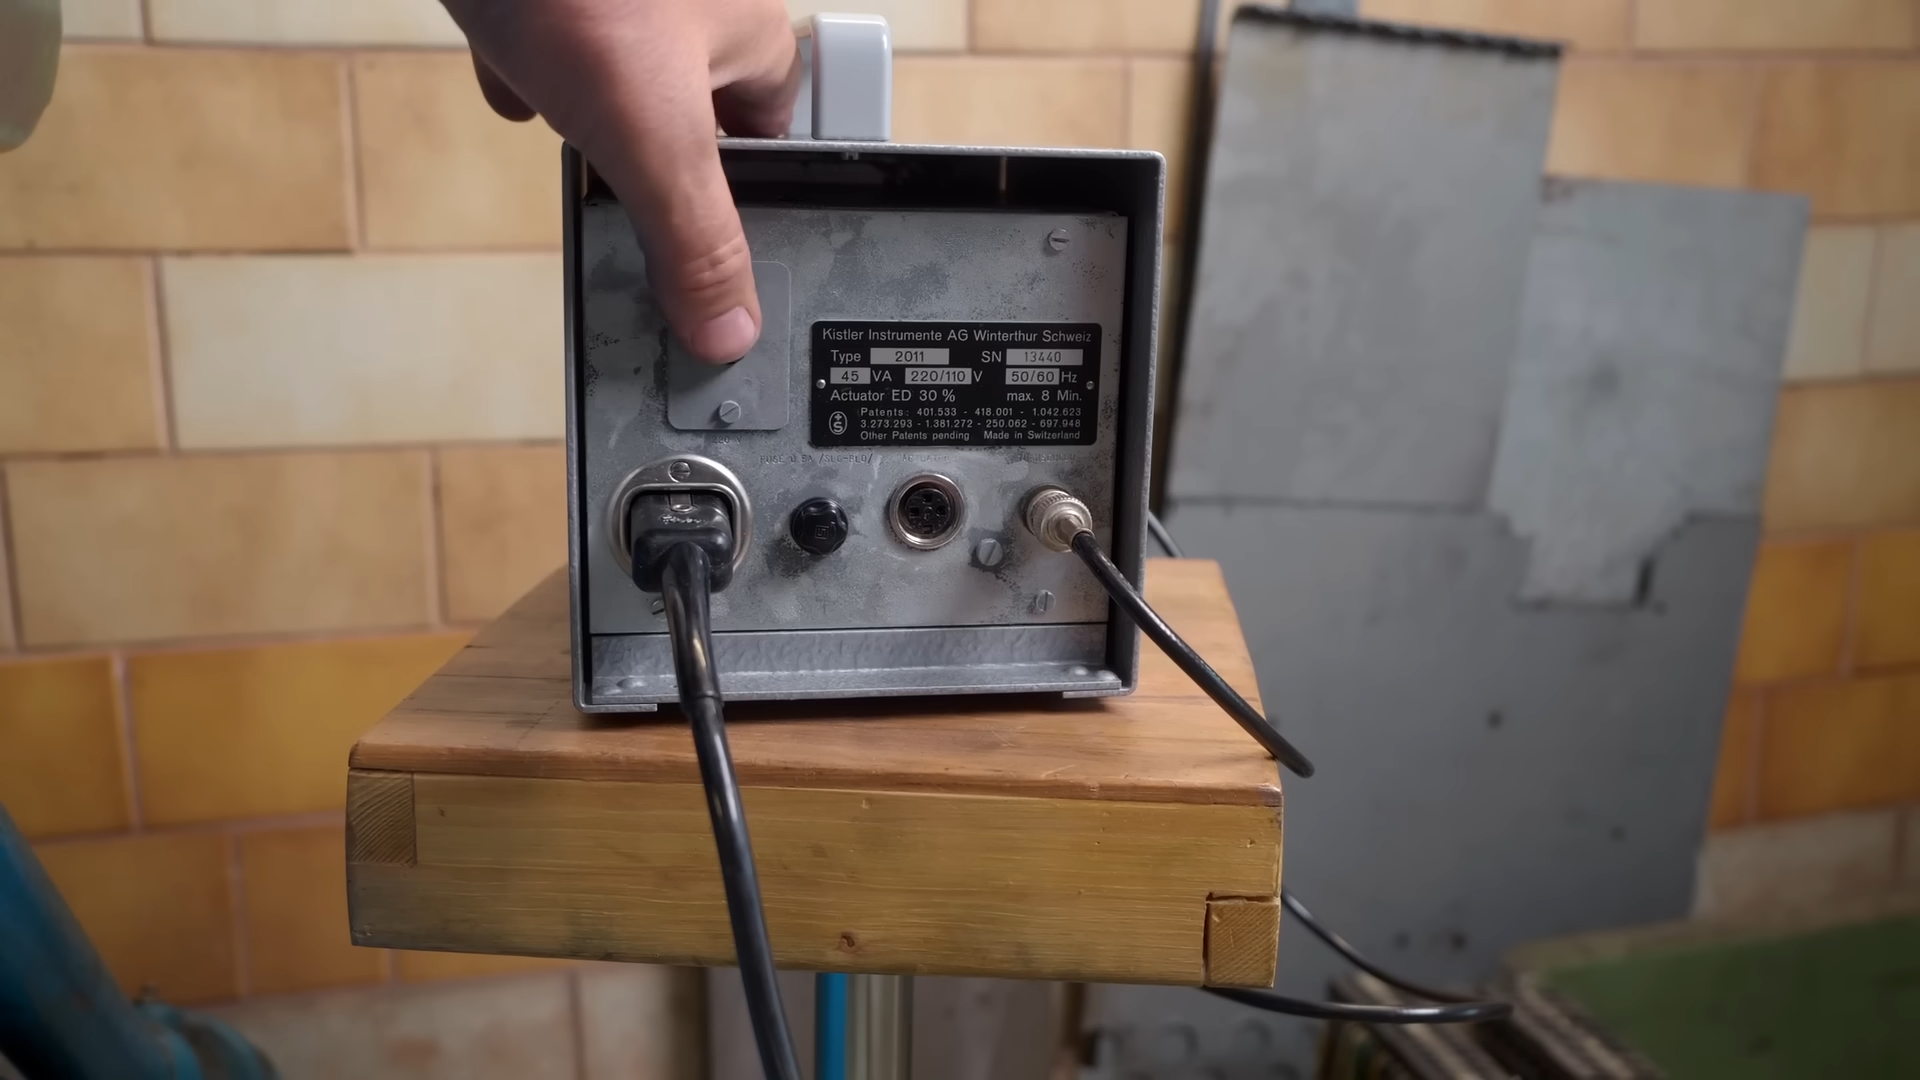 Kistler Instrumente AG Winterthur Schweiz
Type 2011 SN 13440
45 VA 220/110 V 50/60 Hz
Actuator ED 30 % max. 8 Min.
Patents: 401.533 - 418.001 - 1.042.623
3.273.293 - 1.381.272 - 250.062 - 697.948
Other Patents pending Made in Switzerland
FUSE